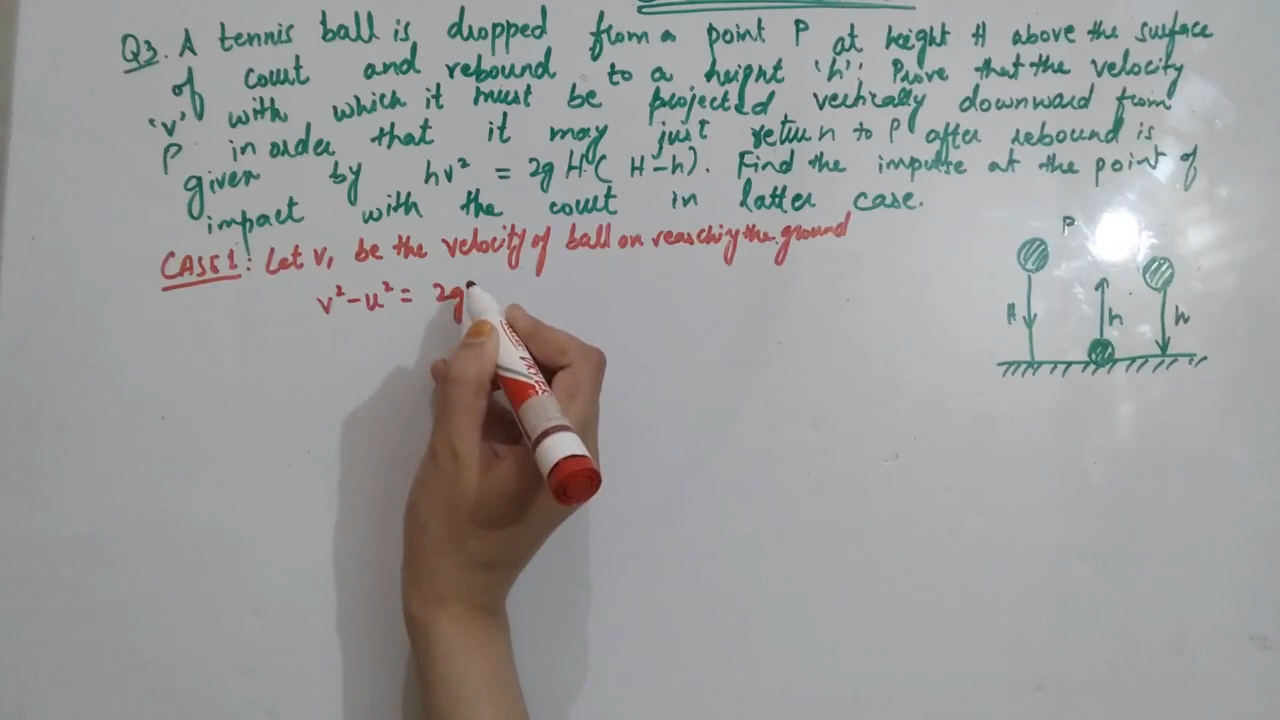 Q3. A tennis ball is dropped from a point P at height H above the surface
of court and rebound to a height 'h'. Prove that the velocity
'v' with which it must be projected vertically downward from
P in order that it may just return to P after rebound is
given by hv² = 2gH(H-h). Find the impulse at the point of
impact with the court in latter case.
CASE1: Let v, be the velocity of ball on reaching the ground
v² - u² = 2g
P
H
h
h